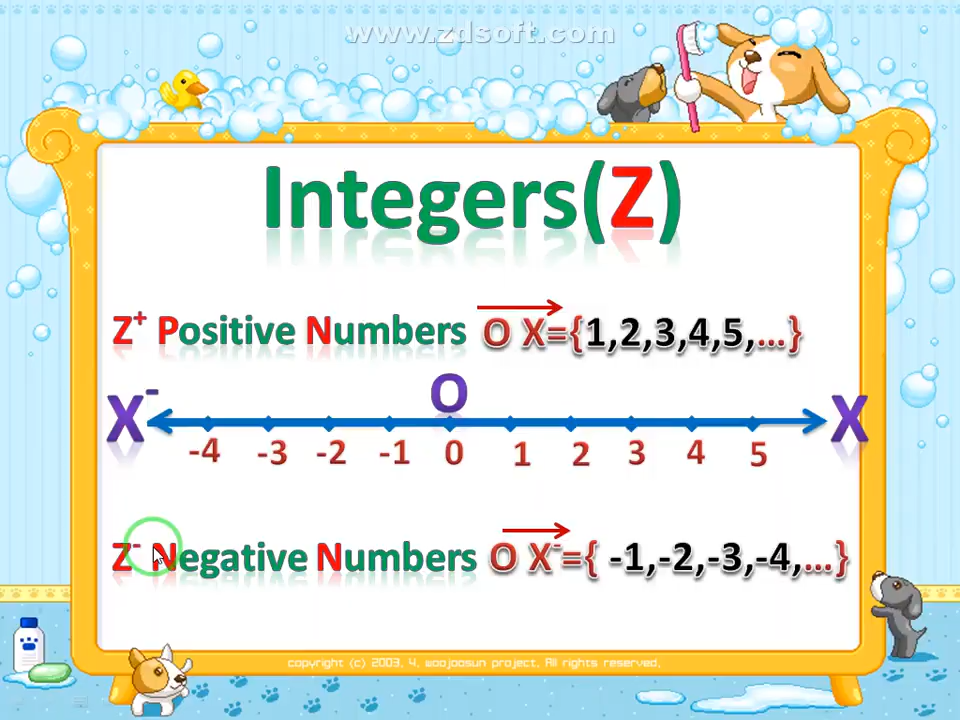 www.zdsoft.com
Integers(Z)
Z⁺ Positive Numbers O X={1,2,3,4,5,...}
O
X⁻ X
-4 -3 -2 -1 0 1 2 3 4 5
Z⁻ Negative Numbers O X⁻={ -1,-2,-3,-4,...}
copyright (c) 2003, 4, woojoosun project. All rights reserved.